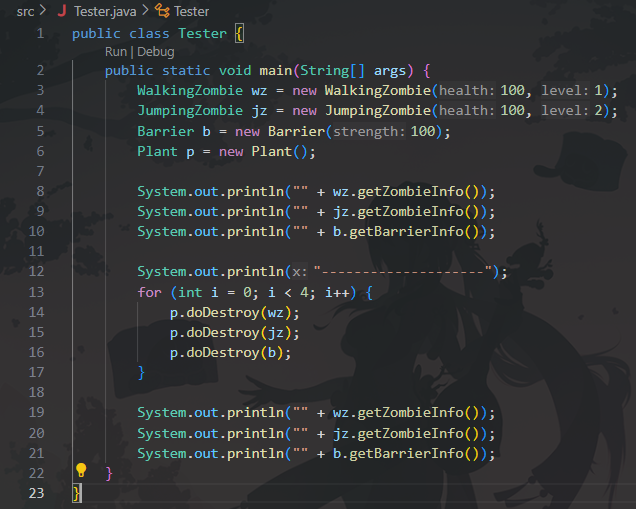 src > Tester.java > Tester
1 public class Tester {
Run | Debug
2 public static void main(String[] args) {
3 WalkingZombie wz = new WalkingZombie(health: 100, level: 1);
4 JumpingZombie jz = new JumpingZombie(health: 100, level: 2);
5 Barrier b = new Barrier(strength: 100);
6 Plant p = new Plant();
7
8 System.out.println("" + wz.getZombieInfo());
9 System.out.println("" + jz.getZombieInfo());
10 System.out.println("" + b.getBarrierInfo());
11
12 System.out.println(x: "--------------------");
13 for (int i = 0; i < 4; i++) {
14 p.doDestroy(wz);
15 p.doDestroy(jz);
16 p.doDestroy(b);
17 }
18
19 System.out.println("" + wz.getZombieInfo());
20 System.out.println("" + jz.getZombieInfo());
21 System.out.println("" + b.getBarrierInfo());
22 }
23 }